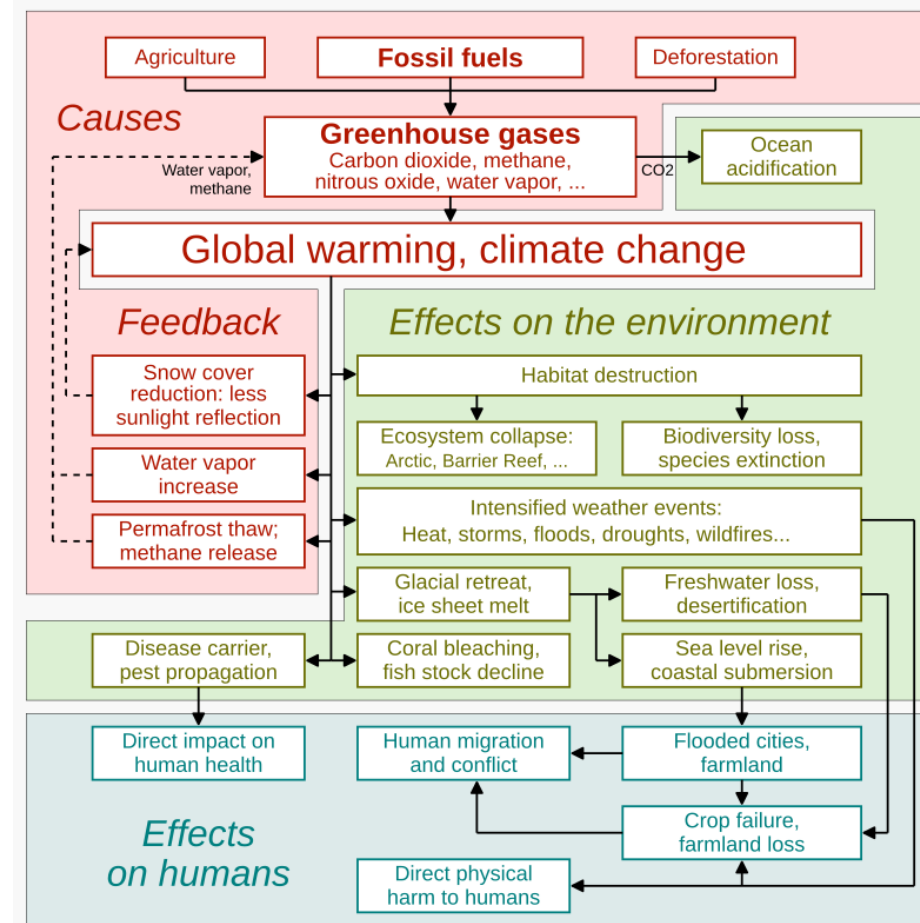 Agriculture
Fossil fuels
Deforestation
Causes
Greenhouse gases
Carbon dioxide, methane,
nitrous oxide, water vapor, ...
Water vapor,
methane
CO2
Ocean
acidification
Global warming, climate change
Feedback
Effects on the environment
Snow cover
reduction: less
sunlight reflection
Habitat destruction
Ecosystem collapse:
Arctic, Barrier Reef, ...
Biodiversity loss,
species extinction
Water vapor
increase
Intensified weather events:
Heat, storms, floods, droughts, wildfires...
Permafrost thaw;
methane release
Glacial retreat,
ice sheet melt
Freshwater loss,
desertification
Disease carrier,
pest propagation
Coral bleaching,
fish stock decline
Sea level rise,
coastal submersion
Direct impact on
human health
Human migration
and conflict
Flooded cities,
farmland
Effects
on humans
Crop failure,
farmland loss
Direct physical
harm to humans